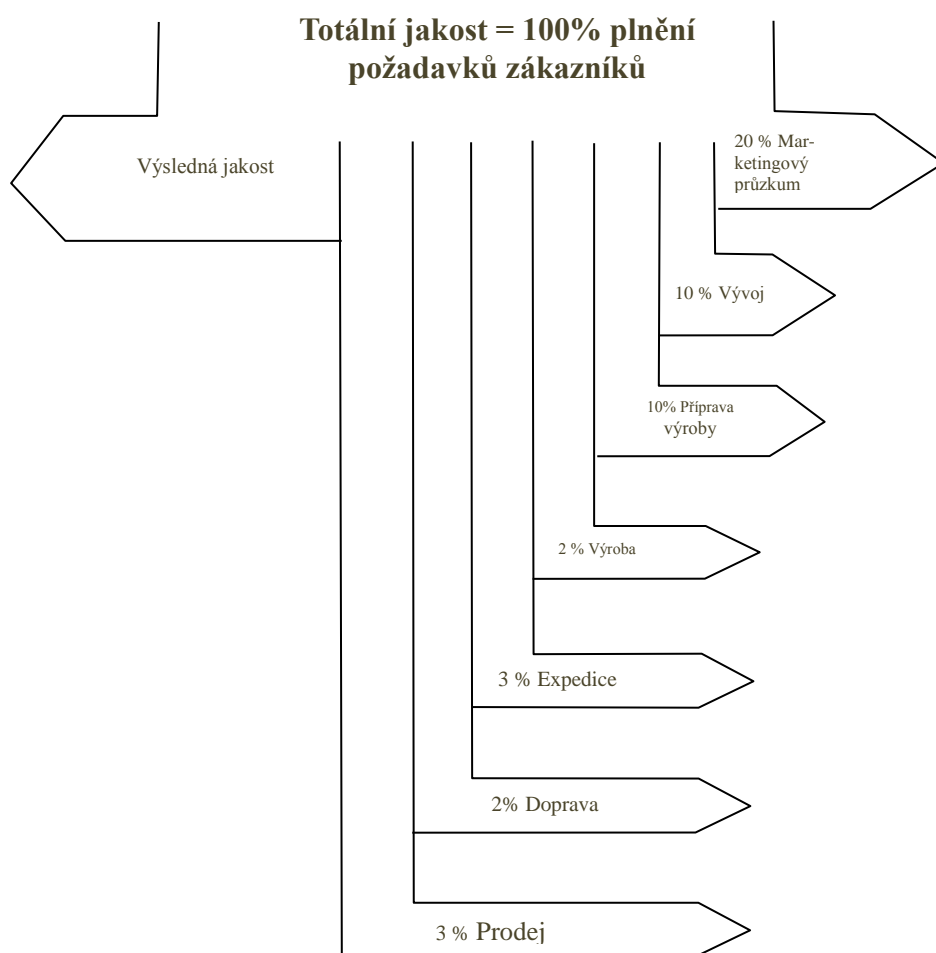 Totální jakost = 100% plnění
požadavků zákazníků
Výsledná jakost
20 % Mar-
ketingový
průzkum
10 % Vývoj
10% Příprava
výroby
2 % Výroba
3 % Expedice
2% Doprava
3 % Prodej